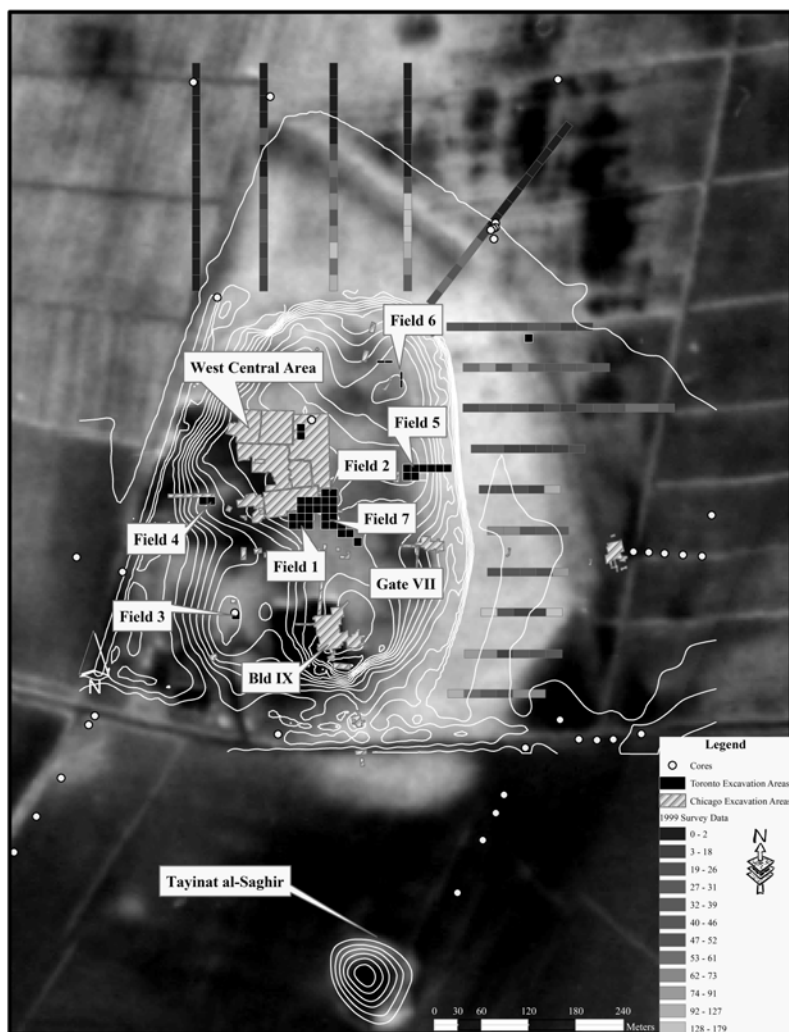 Field 6
West Central Area
Field 5
Field 2
Field 4
Field 7
Field 1
Gate VII
Field 3
N
Bld IX
Legend
Cores
Toronto Excavation Areas
Chicago Excavation Areas
1999 Survey Data
0 - 2
3 - 18
19 - 26
27 - 31
32 - 39
40 - 46
47 - 52
53 - 61
62 - 73
74 - 91
92 - 127
128 - 179
N
Tayinat al-Saghir
0 30 60 120 180 240
Meters